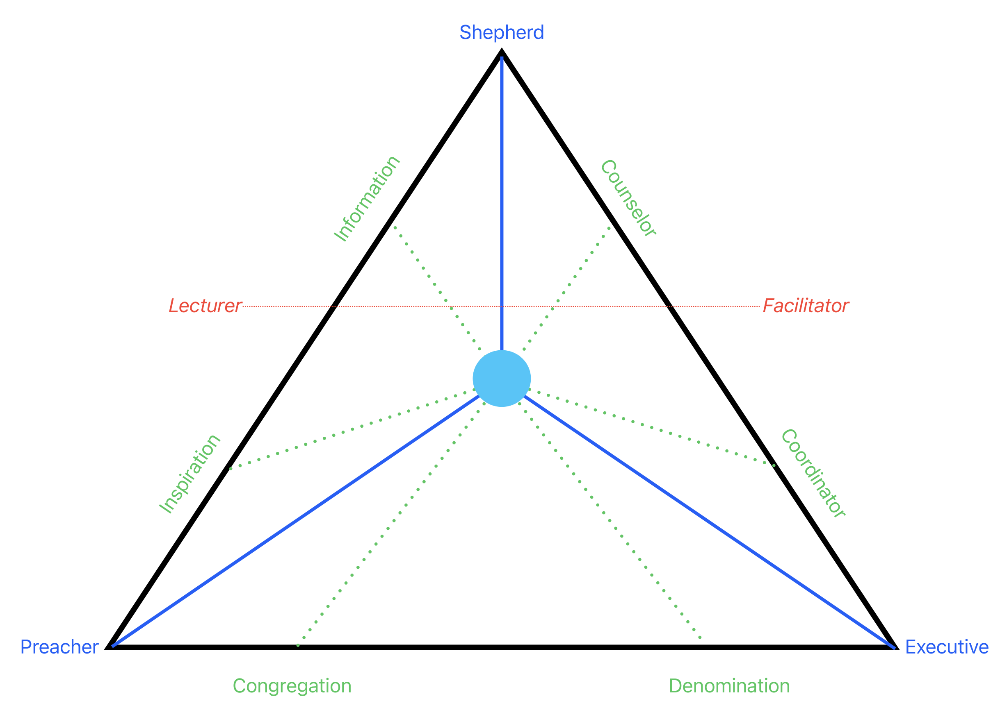 Shepherd
Information
Counselor
Lecturer
Facilitator
Inspiration
Coordinator
Preacher
Executive
Congregation
Denomination